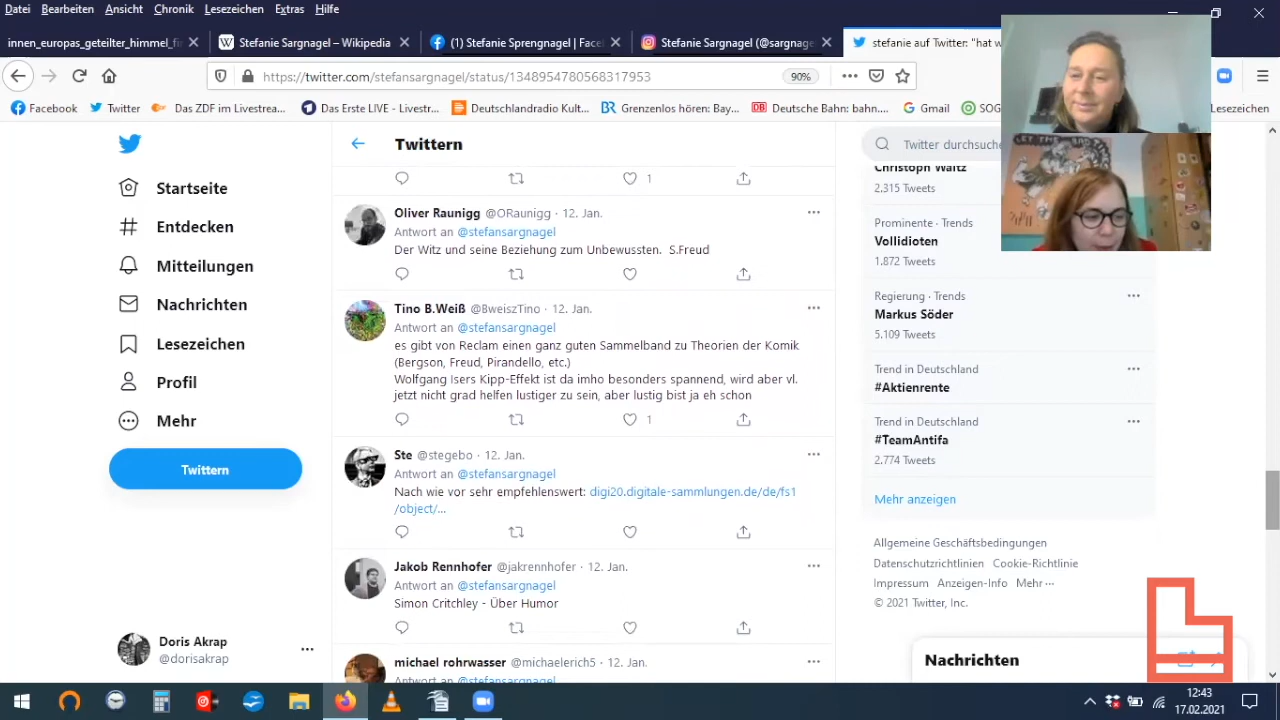 Datei Bearbeiten Ansicht Chronik Lesezeichen Extras Hilfe
innen_europas_geteilter_himmel_fi
Stefanie Sargnagel – Wikipedia
(1) Stefanie Sprengnagel | Facel
Stefanie Sargnagel (@sargnage
stefanie auf Twitter: "hat w
https://twitter.com/stefansargnagel/status/1348954780568317953
90%
Facebook
Twitter
Das ZDF im Livestrea...
Das Erste LIVE - Livestr...
Deutschlandradio Kult...
Grenzenlos hören: Bay...
Deutsche Bahn: bahn....
Gmail
SOG
Lesezeichen
Startseite
Entdecken
Mitteilungen
Nachrichten
Lesezeichen
Profil
Mehr
Twittern
Doris Akrap
@dorisakrap
Twittern
1
Oliver Raunigg @ORaunigg · 12. Jan.
Antwort an @stefansargnagel
Der Witz und seine Beziehung zum Unbewussten. S.Freud
Tino B.Weiß @BweiszTino · 12. Jan.
Antwort an @stefansargnagel
es gibt von Reclam einen ganz guten Sammelband zu Theorien der Komik
(Bergson, Freud, Pirandello, etc.)
Wolfgang Isers Kipp-Effekt ist da imho besonders spannend, wird aber vl.
jetzt nicht grad helfen lustiger zu sein, aber lustig bist ja eh schon
1
Ste @stegebo · 12. Jan.
Antwort an @stefansargnagel
Nach wie vor sehr empfehlenswert: digi20.digitale-sammlungen.de/de/fs1
/object/...
Jakob Rennhofer @jakrennhofer · 12. Jan.
Antwort an @stefansargnagel
Simon Critchley - Über Humor
michael rohrwasser @michaelerich5 · 12. Jan.
Twitter durchsuche
Christoph Waltz
2.315 Tweets
Prominente · Trends
Vollidioten
1.872 Tweets
Regierung · Trends
Markus Söder
5.109 Tweets
Trend in Deutschland
#Aktienrente
Trend in Deutschland
#TeamAntifa
2.774 Tweets
Mehr anzeigen
Allgemeine Geschäftsbedingungen
Datenschutzrichtlinien Cookie-Richtlinie
Impressum Anzeigen-Info Mehr ···
© 2021 Twitter, Inc.
Nachrichten
LET THE BAD
12:43
17.02.2021